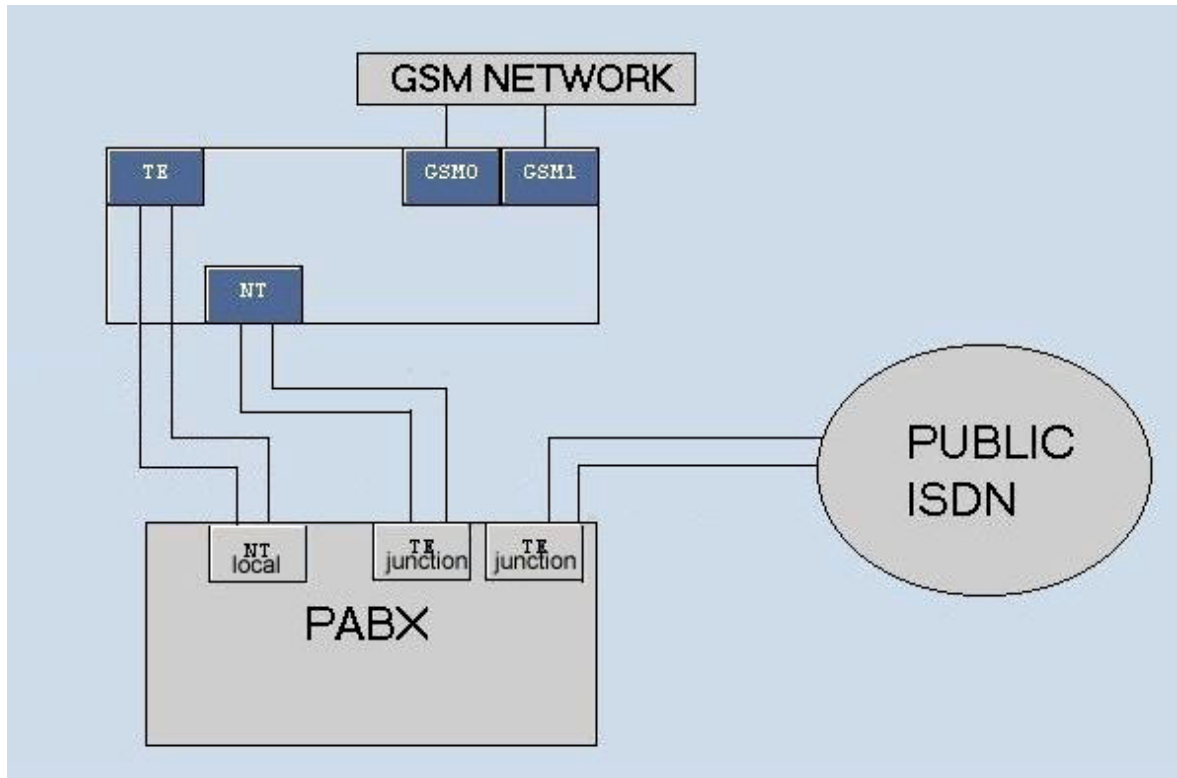 GSM NETWORK
TE
GSM0
GSM1
NT
PUBLIC
ISDN
NT
local
TE
junction
TE
junction
PABX